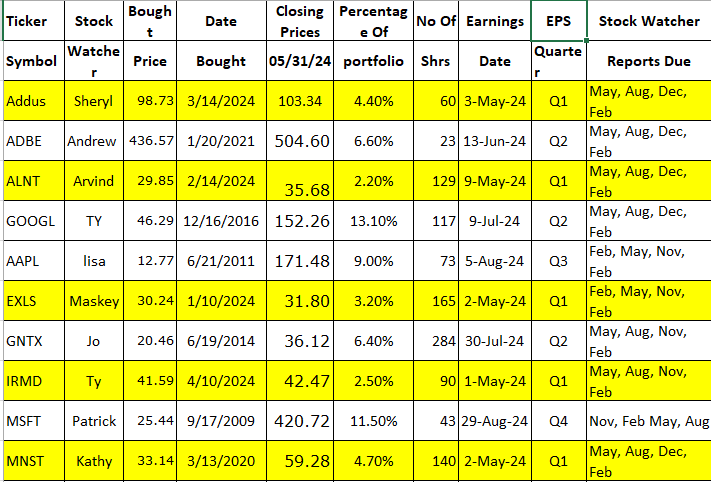 Ticker Stock Bough
t Date Closing
Prices Percentag
e Of No Of Earnings EPS Stock Watcher
Symbol Watche
r Price Bought 05/31/24 portfolio Shrs Date Quarte
r Reports Due
Addus Sheryl 98.73 3/14/2024 103.34 4.40% 60 3-May-24 Q1 May, Aug, Dec,
Feb
ADBE Andrew 436.57 1/20/2021 504.60 6.60% 23 13-Jun-24 Q2 May, Aug, Dec,
Feb
ALNT Arvind 29.85 2/14/2024 35.68 2.20% 129 9-May-24 Q1 May, Aug, Dec,
Feb
GOOGL TY 46.29 12/16/2016 152.26 13.10% 117 9-Jul-24 Q2 May, Aug, Dec,
Feb
AAPL lisa 12.77 6/21/2011 171.48 9.00% 73 5-Aug-24 Q3 Feb, May, Nov,
Feb
EXLS Maskey 30.24 1/10/2024 31.80 3.20% 165 2-May-24 Q1 Feb, May, Nov,
Feb
GNTX Jo 20.46 6/19/2014 36.12 6.40% 284 30-Jul-24 Q2 May, Aug, Nov,
Feb
IRMD Ty 41.59 4/10/2024 42.47 2.50% 90 1-May-24 Q1 May, Aug, Nov,
Feb
MSFT Patrick 25.44 9/17/2009 420.72 11.50% 43 29-Aug-24 Q4 Nov, Feb May, Aug
MNST Kathy 33.14 3/13/2020 59.28 4.70% 140 2-May-24 Q1 May, Aug, Dec,
Feb